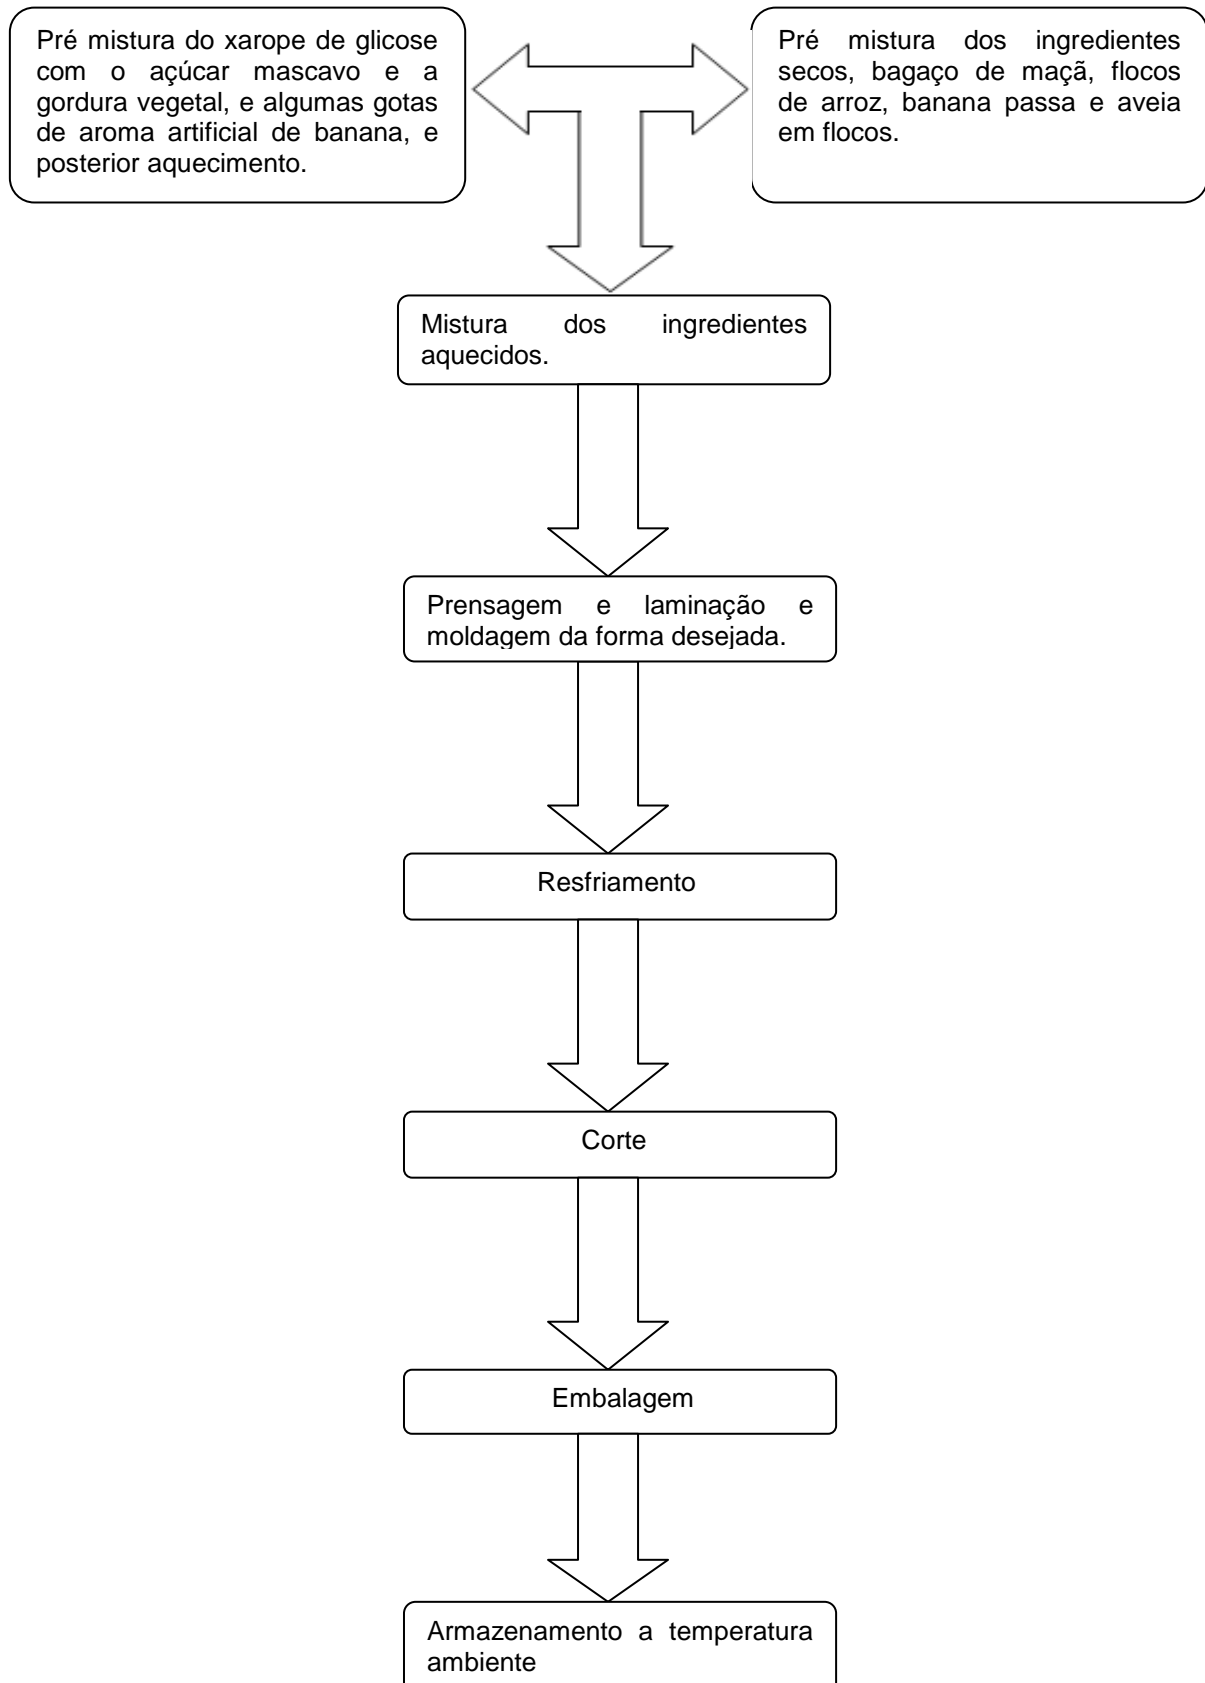 Pré mistura do xarope de glicose
com o açúcar mascavo e a
gordura vegetal, e algumas gotas
de aroma artificial de banana, e
posterior aquecimento.
Pré mistura dos ingredientes
secos, bagaço de maçã, flocos
de arroz, banana passa e aveia
em flocos.
Mistura dos ingredientes
aquecidos.
Prensagem e laminação e
moldagem da forma desejada.
Resfriamento
Corte
Embalagem
Armazenamento a temperatura
ambiente